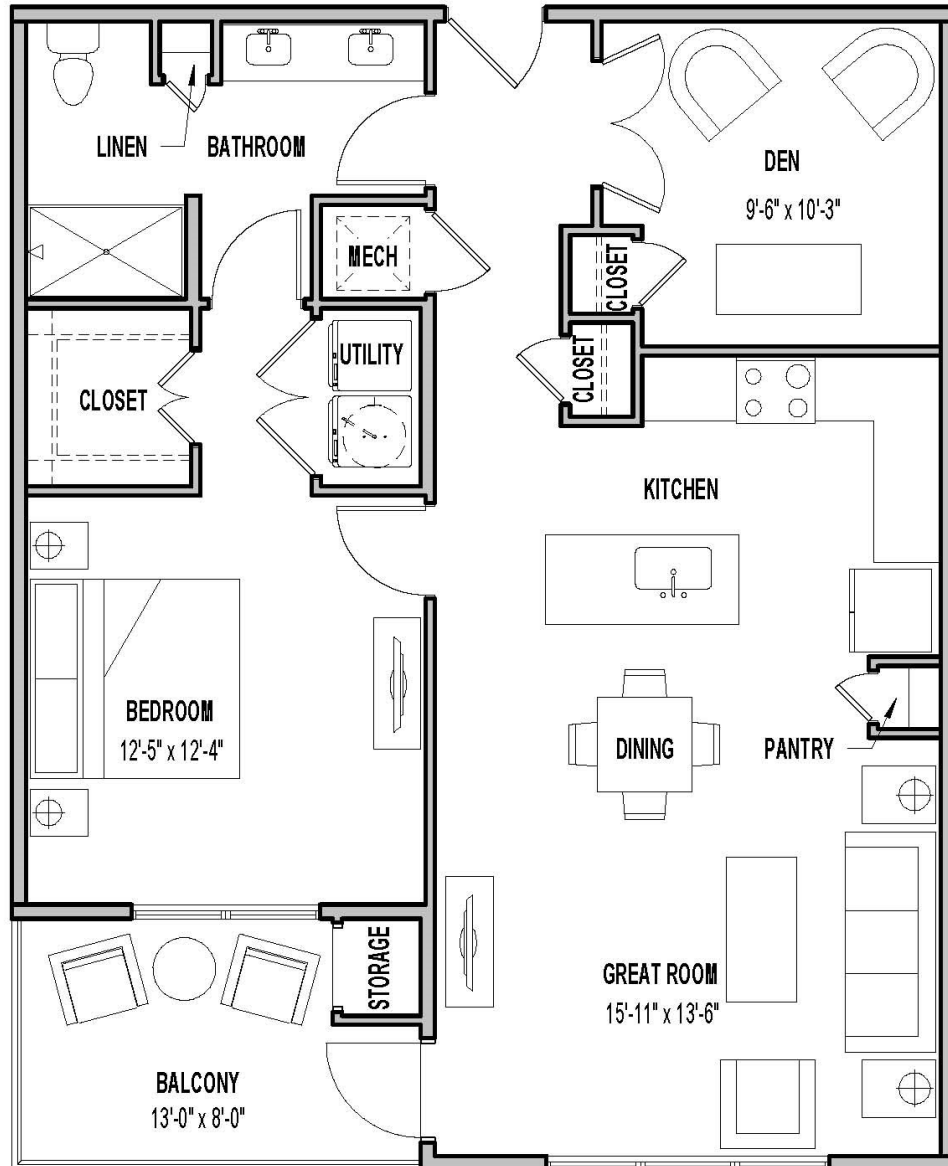 LINEN
BATHROOM
DEN
9'-6" x 10'-3"
MECH
CLOSET
UTILITY
CLOSET
CLOSET
KITCHEN
BEDROOM
12'-5" x 12'-4"
DINING
PANTRY
STORAGE
GREAT ROOM
15'-11" x 13'-6"
BALCONY
13'-0" x 8'-0"